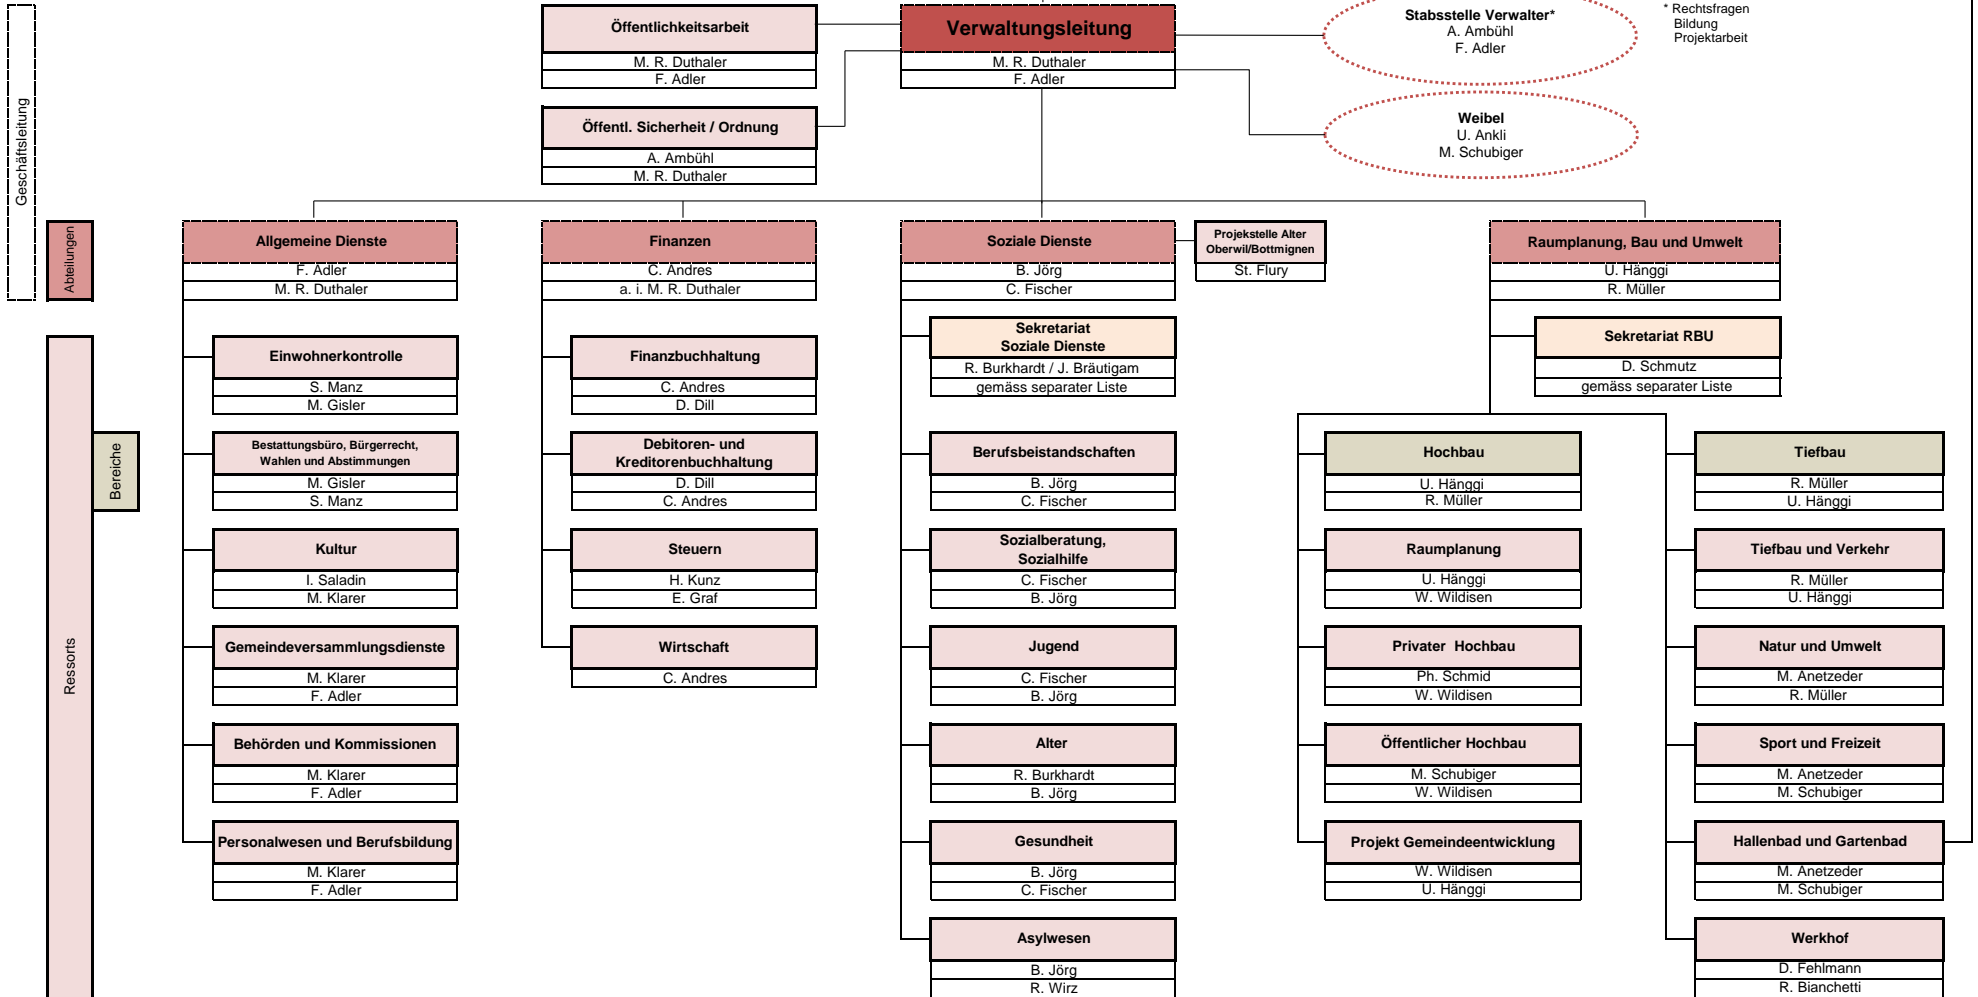 Öffentlichkeitsarbeit
M. R. Duthaler
F. Adler
Verwaltungsleitung
M. R. Duthaler
F. Adler
Stabsstelle Verwalter*
A. Ambühl
F. Adler
* Rechtsfragen
Bildung
Projektarbeit
Öffentl. Sicherheit / Ordnung
A. Ambühl
M. R. Duthaler
Weibel
U. Ankli
M. Schubiger
Geschäftsleitung
Abteilungen
Allgemeine Dienste
F. Adler
M. R. Duthaler
Finanzen
C. Andres
a. i. M. R. Duthaler
Soziale Dienste
B. Jörg
C. Fischer
Projekstelle Alter
Oberwil/Bottmignen
St. Flury
Raumplanung, Bau und Umwelt
U. Hänggi
R. Müller
Ressorts
Bereiche
Einwohnerkontrolle
S. Manz
M. Gisler
Bestattungsbüro, Bürgerrecht,
Wahlen und Abstimmungen
M. Gisler
S. Manz
Kultur
I. Saladin
M. Klarer
Gemeindeversammlungsdienste
M. Klarer
F. Adler
Behörden und Kommissionen
M. Klarer
F. Adler
Personalwesen und Berufsbildung
M. Klarer
F. Adler
Finanzbuchhaltung
C. Andres
D. Dill
Debitoren- und
Kreditorenbuchhaltung
D. Dill
C. Andres
Steuern
H. Kunz
E. Graf
Wirtschaft
C. Andres
Sekretariat
Soziale Dienste
R. Burkhardt / J. Bräutigam
gemäss separater Liste
Berufsbeistandschaften
B. Jörg
C. Fischer
Sozialberatung,
Sozialhilfe
C. Fischer
B. Jörg
Jugend
C. Fischer
B. Jörg
Alter
R. Burkhardt
B. Jörg
Gesundheit
B. Jörg
C. Fischer
Asylwesen
B. Jörg
R. Wirz
Sekretariat RBU
D. Schmutz
gemäss separater Liste
Hochbau
U. Hänggi
R. Müller
Raumplanung
U. Hänggi
W. Wildisen
Privater  Hochbau
Ph. Schmid
W. Wildisen
Öffentlicher Hochbau
M. Schubiger
W. Wildisen
Projekt Gemeindeentwicklung
W. Wildisen
U. Hänggi
Tiefbau
R. Müller
U. Hänggi
Tiefbau und Verkehr
R. Müller
U. Hänggi
Natur und Umwelt
M. Anetzeder
R. Müller
Sport und Freizeit
M. Anetzeder
M. Schubiger
Hallenbad und Gartenbad
M. Anetzeder
M. Schubiger
Werkhof
D. Fehlmann
R. Bianchetti